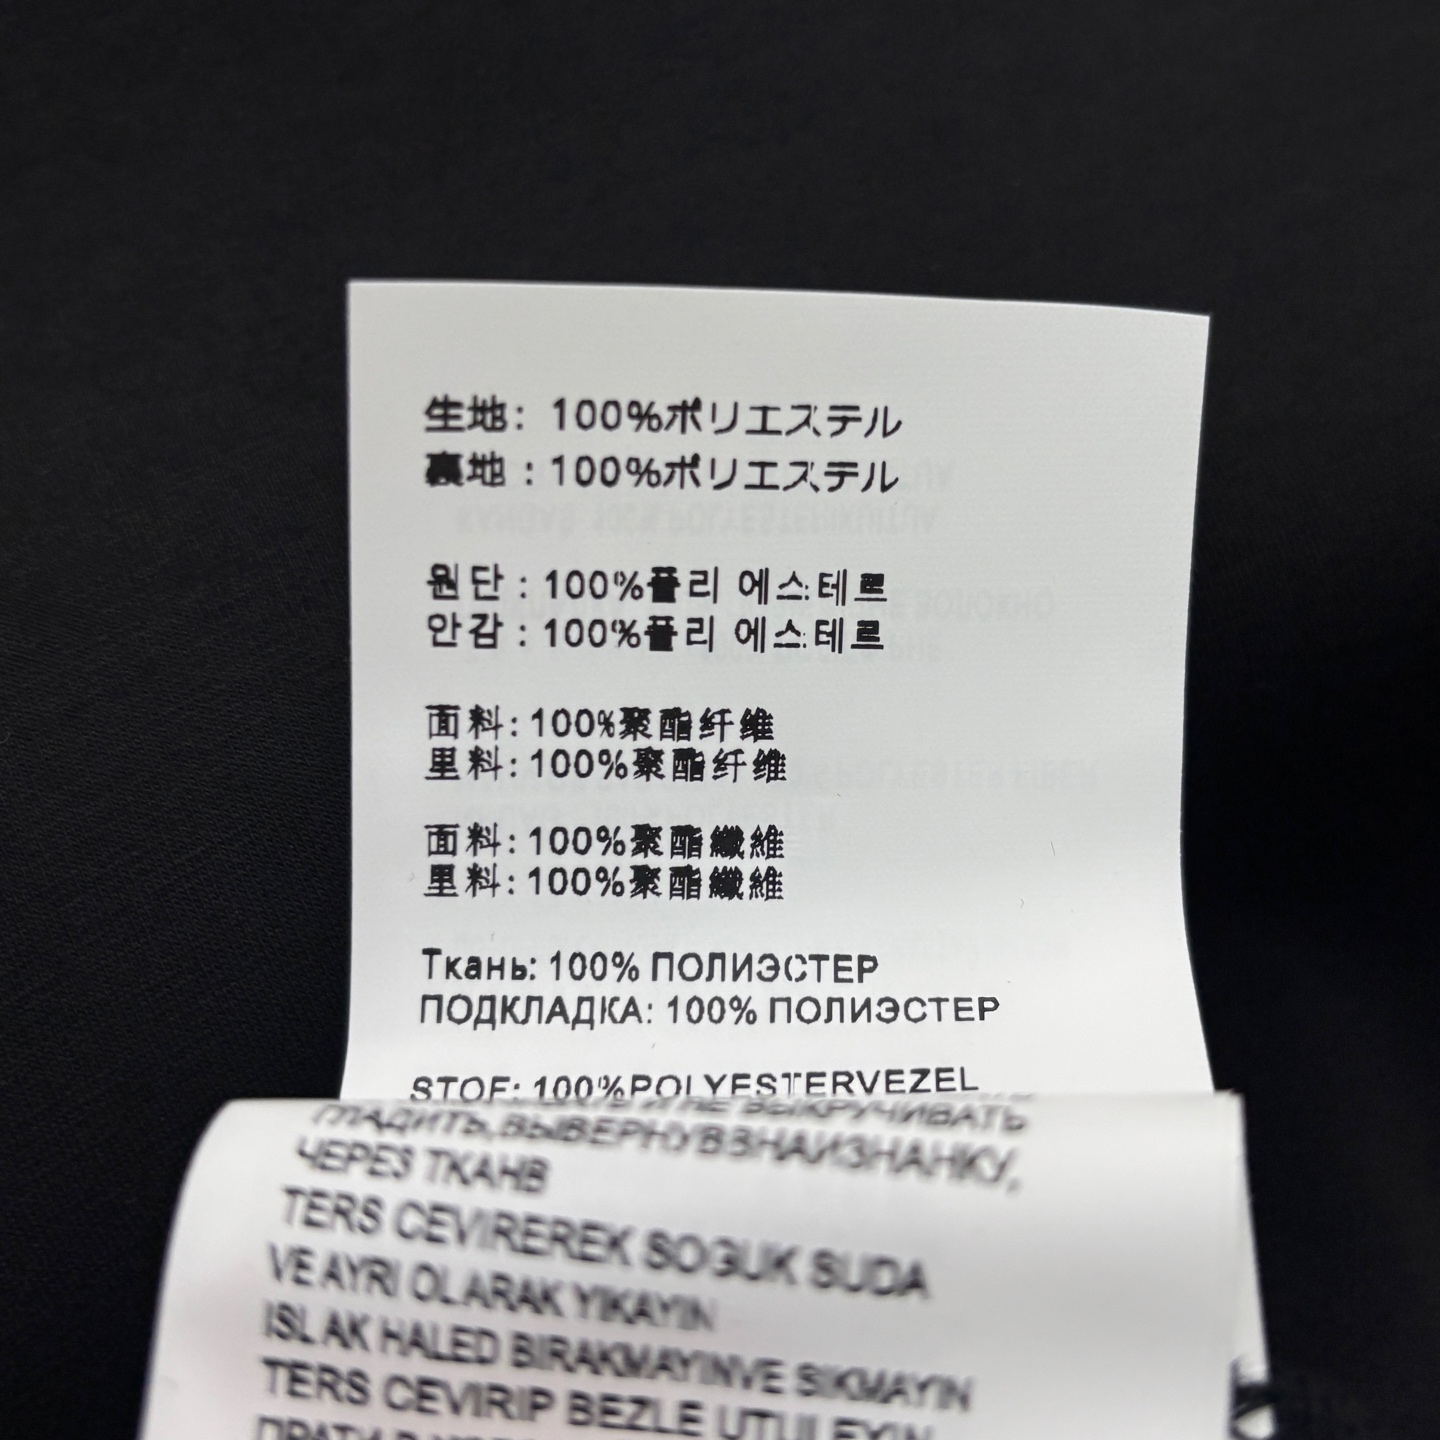 生地: 100%ポリエステル
裏地 : 100%ポリエステル
원단 : 100%폴리 에스테르
안감 : 100%폴리 에스테르
面料: 100%聚酯纤维
里料: 100%聚酯纤维
面料: 100%聚酯纖維
里料: 100%聚酯纖維
Ткань: 100% ПОЛИЭСТЕР
ПОДКЛАДКА: 100% ПОЛИЭСТЕР
STOF: 100%POLYESTERVEZEL
И НЕ ВЫКРУЧИВАТЬ
ГЛАДИТЬ,ВЫВЕРНУВЗНАИЗНАНКУ,
ЧЕРЕЗ ТКАНВ
TERS CEVIREREK SOGUK SUDA
VE AYRI OLARAK YIKAYIN
ISLAK HALED BIRAKMAYINVE SIKMAYIN
TERS CEVIRIP BEZLE UTULEYIN